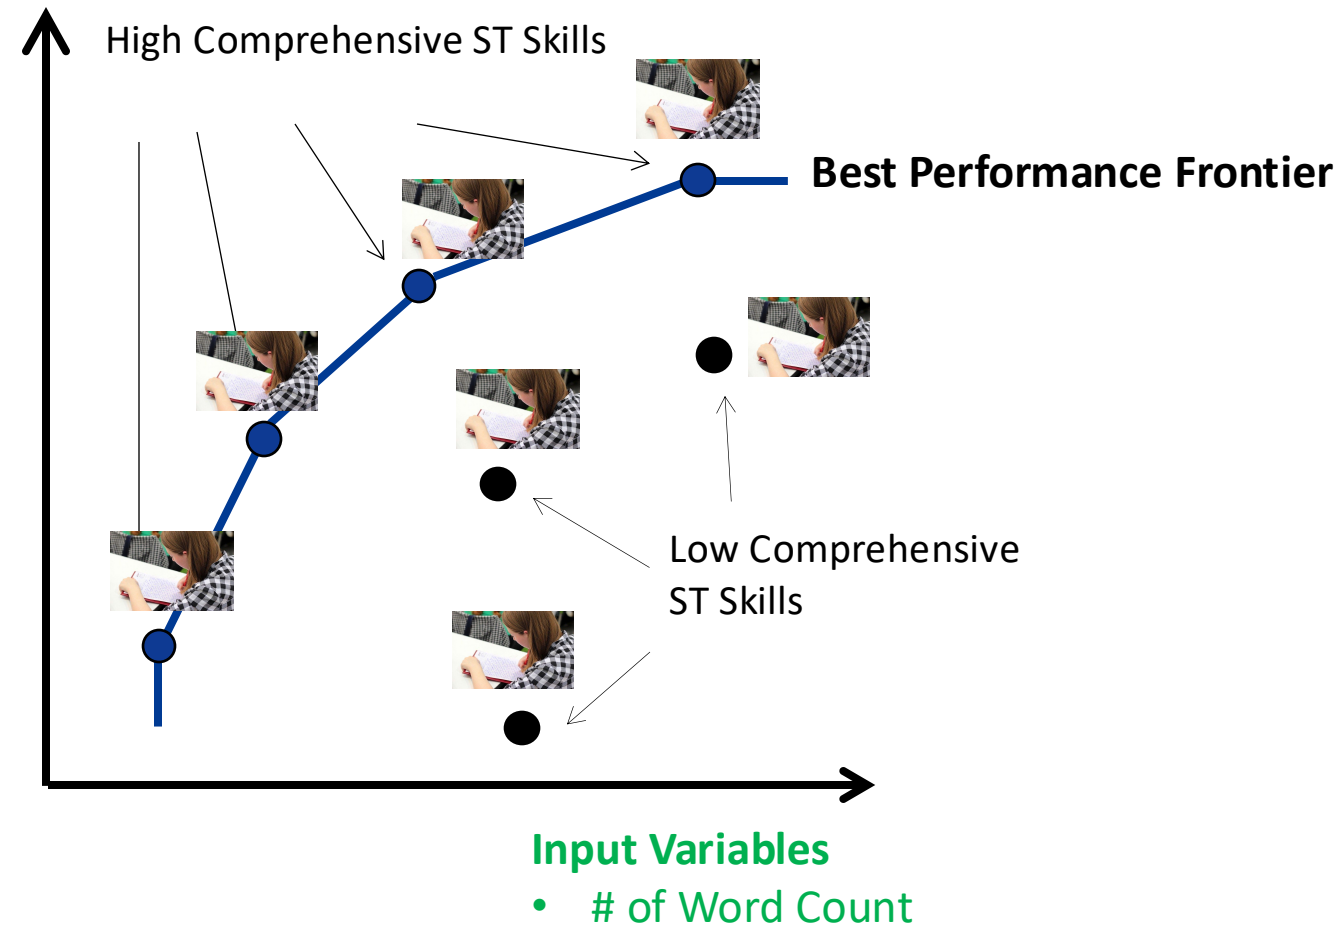 High Comprehensive ST Skills
Best Performance Frontier
Low Comprehensive
ST Skills
Input Variables
• # of Word Count